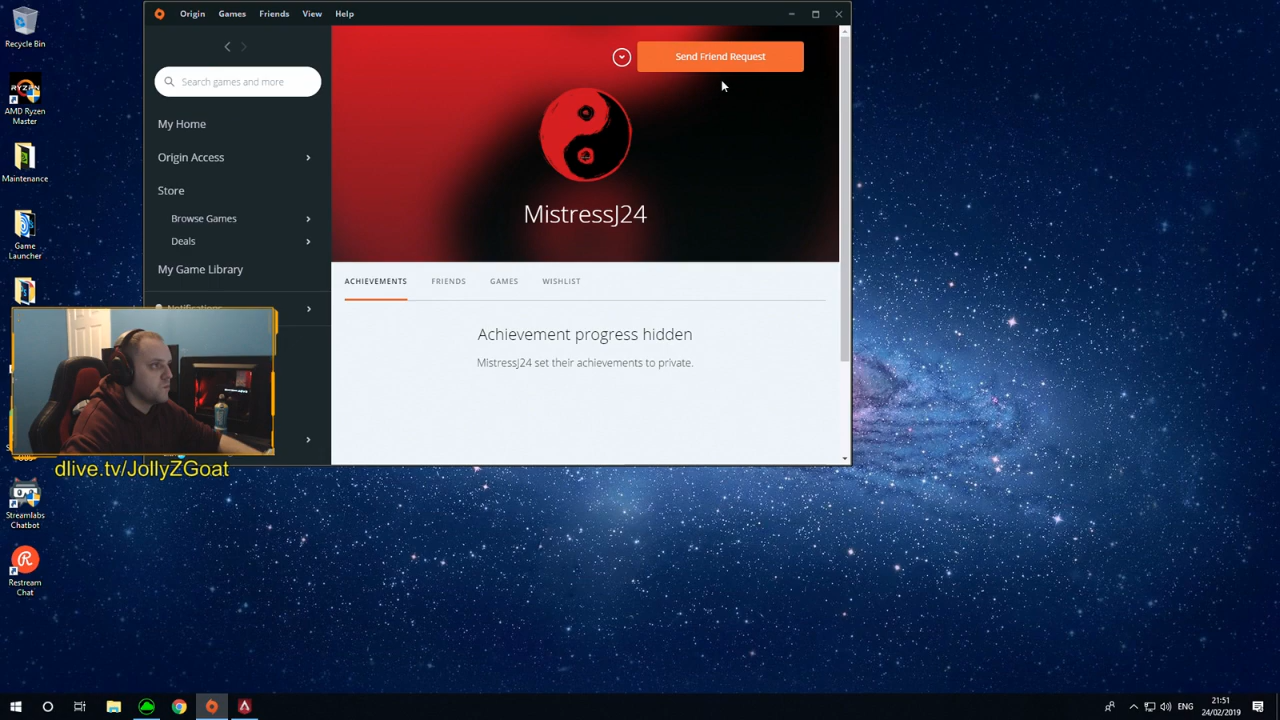 Origin
Games
Friends
View
Help
Recycle Bin
AMD Ryzen
Master
Maintenance
Game
Launcher
Search games and more
My Home
Origin Access
Store
Browse Games
Deals
My Game Library
Notifications
Send Friend Request
MistressJ24
ACHIEVEMENTS
FRIENDS
GAMES
WISHLIST
Achievement progress hidden
MistressJ24 set their achievements to private.
dlive.tv/JollyZGoat
Streamlabs
Chatbot
Restream
Chat
ENG
21:51
24/02/2019